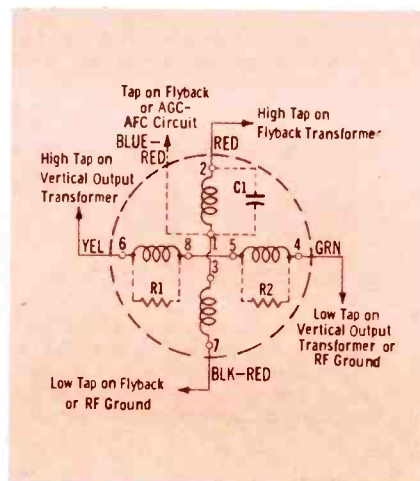 Tap on Flyback
or AGC-
AFC Circuit
BLUE-
RED
High Tap on
Flyback Transformer
RED
High Tap on
Vertical Output
Transformer
2
C1
1
YEL
6
8
5
4
GRN
3
R1
R2
7
Low Tap on
Vertical Output
Transformer or
RF Ground
BLK-RED
Low Tap on Flyback
or RF Ground